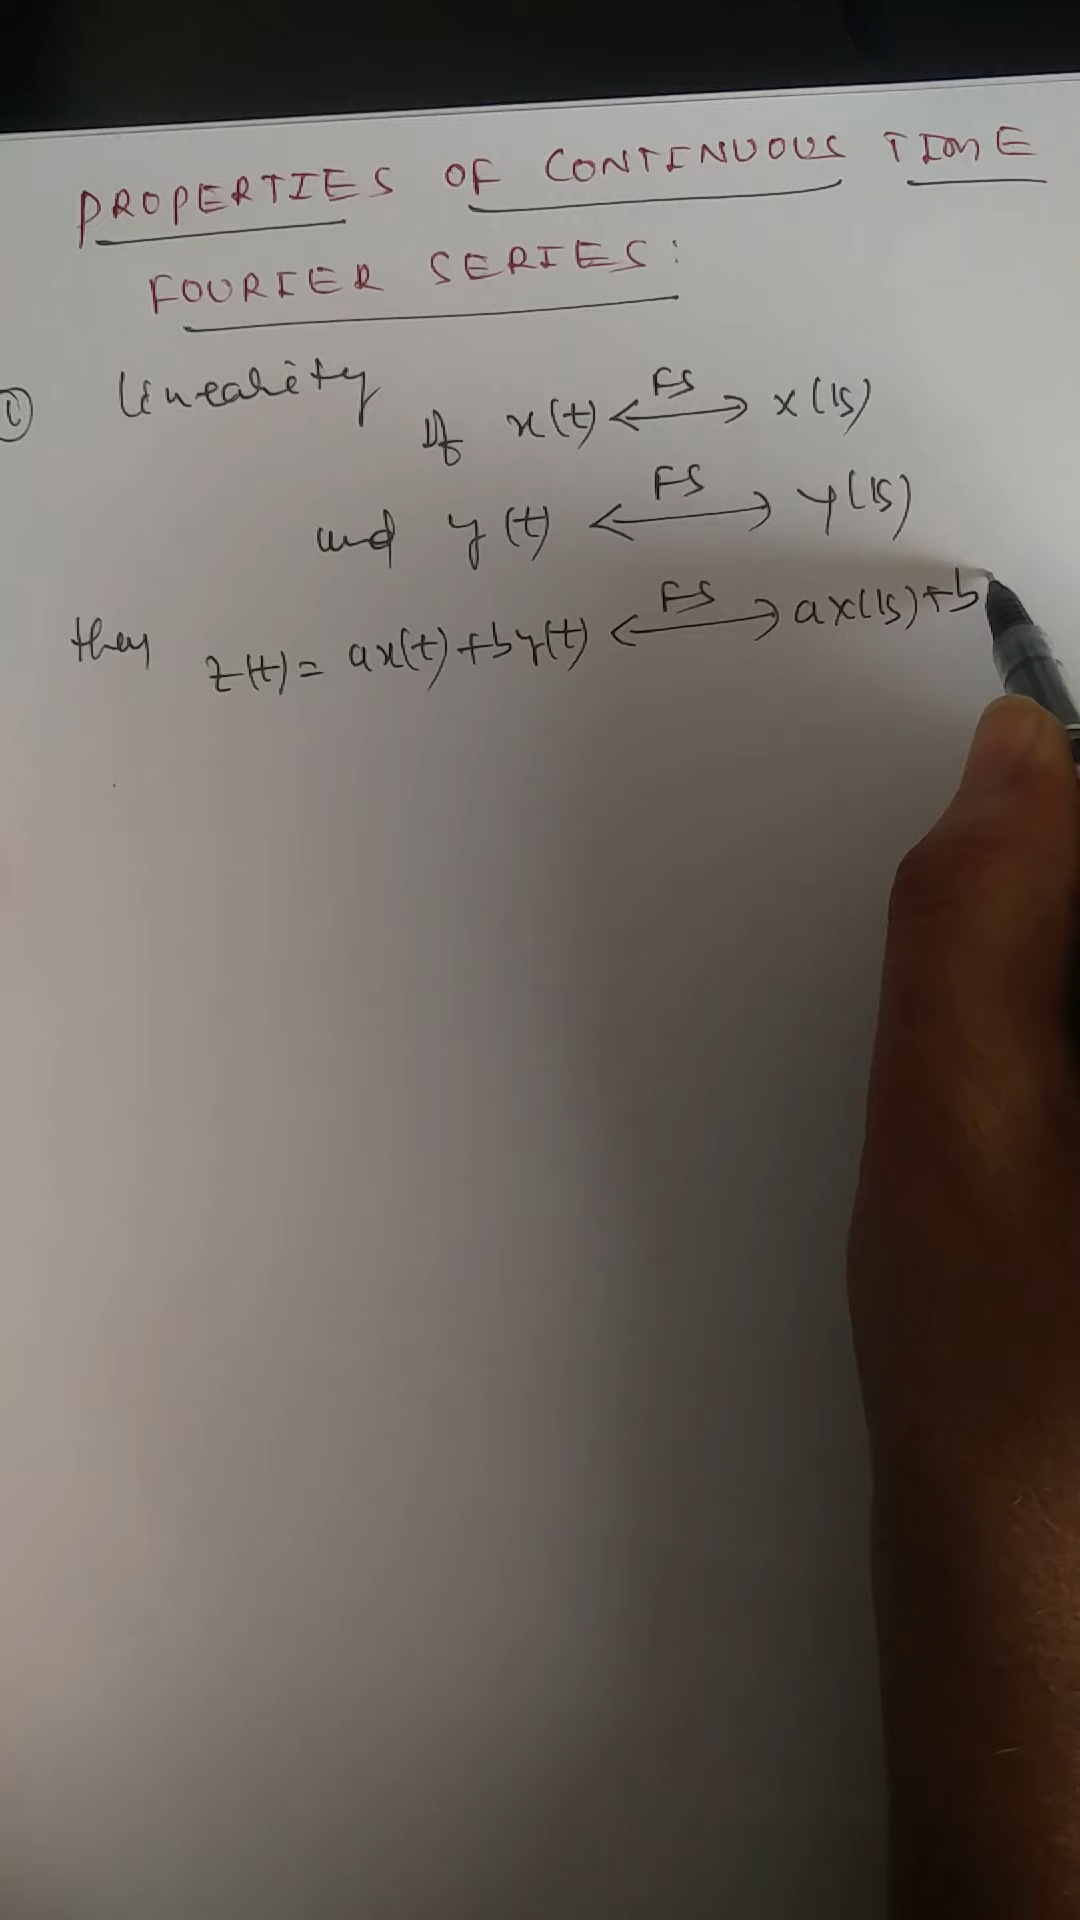 PROPERTIES OF CONTINUOUS TIME
FOURIER SERIES:
① Linearity
If x(t) <-FS-> X(k)
and y(t) <-FS-> Y(k)
then z(t) = ax(t)+by(t) <-FS-> aX(k)+b